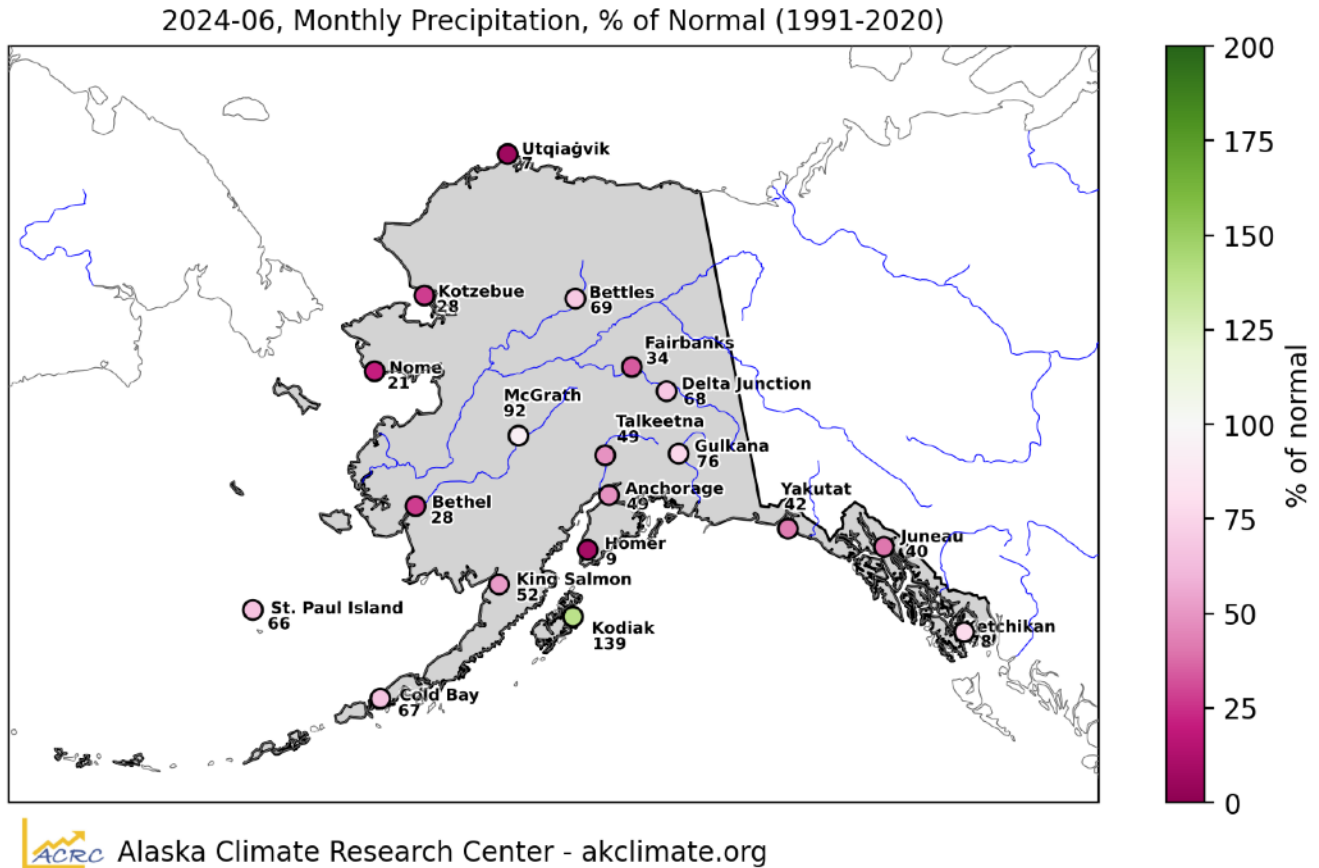 2024-06, Monthly Precipitation, % of Normal (1991-2020)
Utqiaġvik
7
Kotzebue
28
Bettles
69
Nome
21
Fairbanks
34
Delta Junction
68
McGrath
92
Talkeetna
49
Gulkana
76
Bethel
28
Anchorage
49
Yakutat
42
Juneau
40
Homer
9
King Salmon
52
St. Paul Island
66
Kodiak
139
Ketchikan
78
Cold Bay
67
200
175
150
125
100
75
50
25
0
% of normal
ACRC Alaska Climate Research Center - akclimate.org